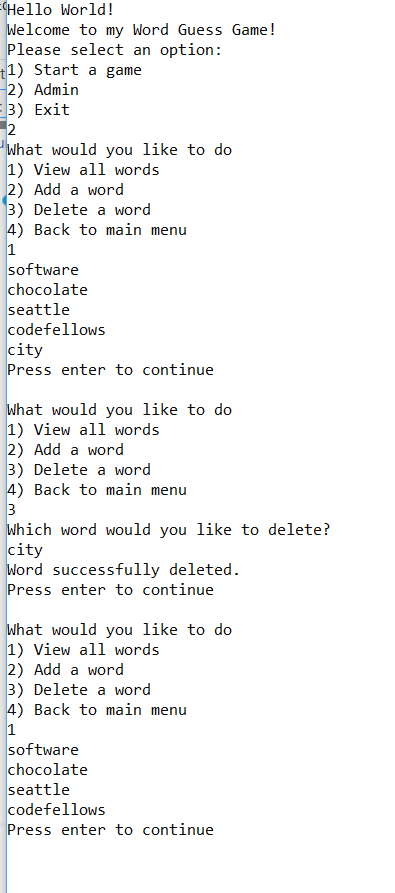 Hello World!
Welcome to my Word Guess Game!
Please select an option:
1) Start a game
2) Admin
3) Exit
2
What would you like to do
1) View all words
2) Add a word
3) Delete a word
4) Back to main menu
1
software
chocolate
seattle
codefellows
city
Press enter to continue

What would you like to do
1) View all words
2) Add a word
3) Delete a word
4) Back to main menu
3
Which word would you like to delete?
city
Word successfully deleted.
Press enter to continue

What would you like to do
1) View all words
2) Add a word
3) Delete a word
4) Back to main menu
1
software
chocolate
seattle
codefellows
Press enter to continue